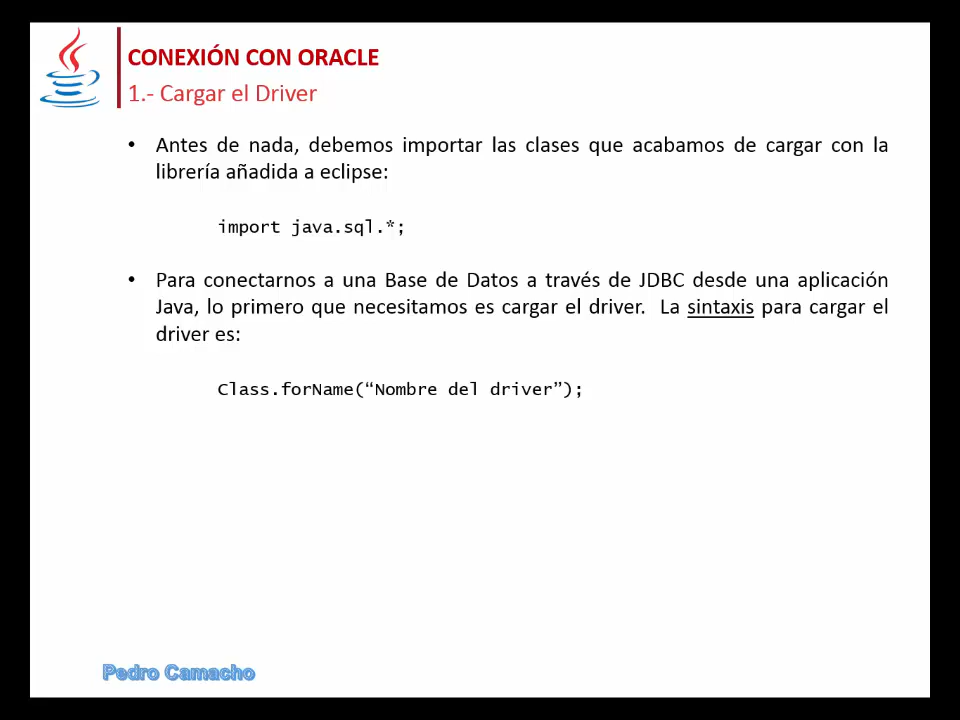 CONEXIÓN CON ORACLE
1.- Cargar el Driver
• Antes de nada, debemos importar las clases que acabamos de cargar con la
librería añadida a eclipse:
import java.sql.*;
• Para conectarnos a una Base de Datos a través de JDBC desde una aplicación
Java, lo primero que necesitamos es cargar el driver. La sintaxis para cargar el
driver es:
Class.forName(“Nombre del driver”);
Pedro Camacho